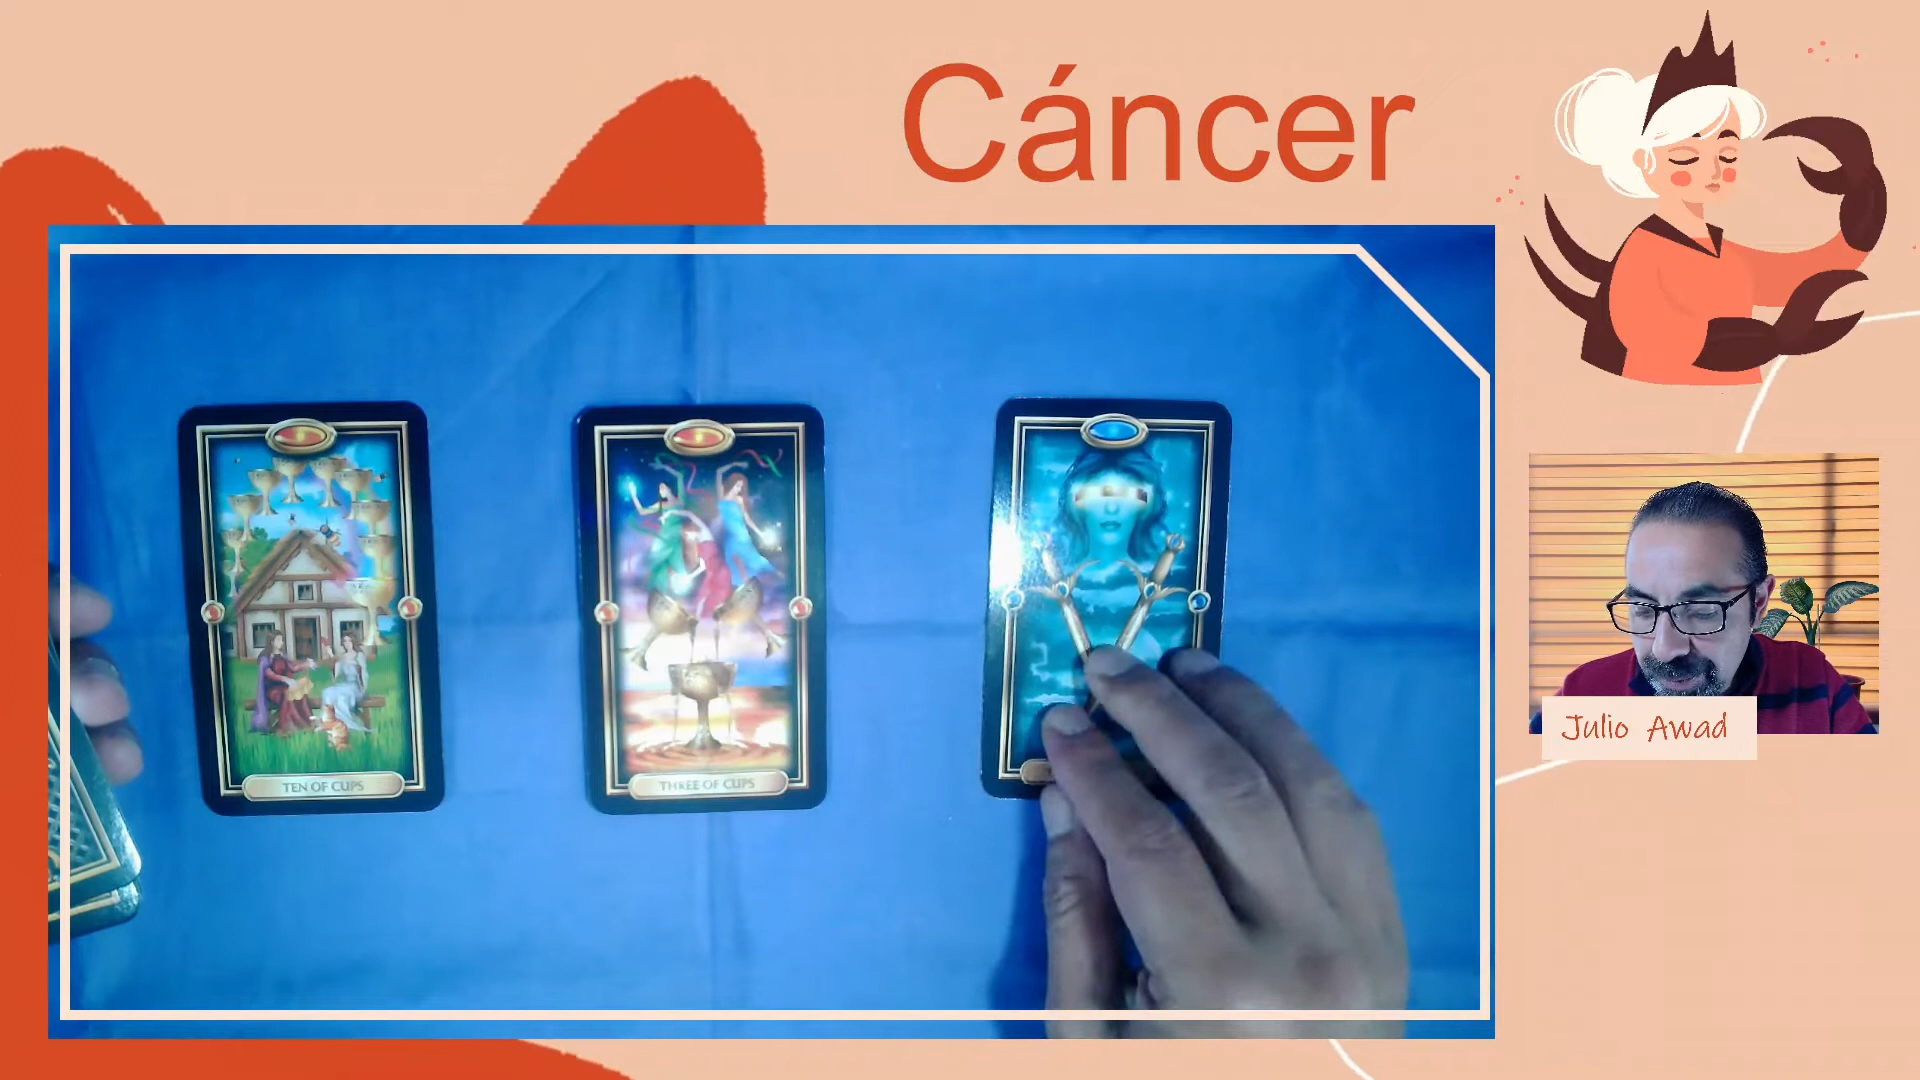 Cáncer
TEN OF CUPS
THREE OF CUPS
Julio Awad